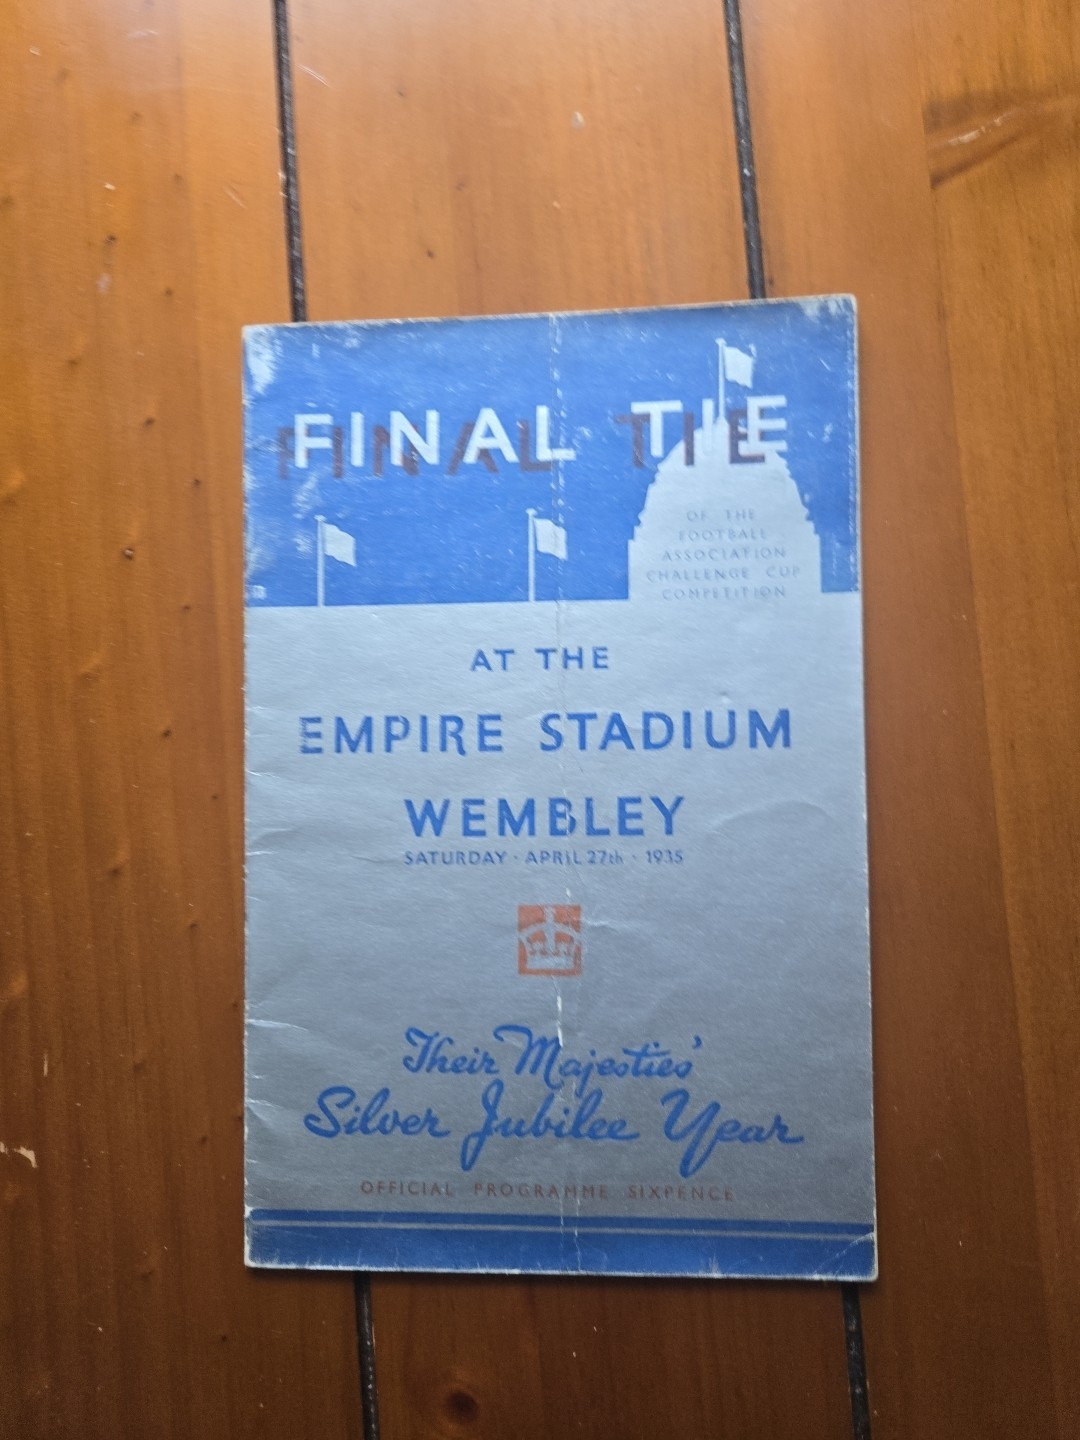 FINAL TIE
OF THE
FOOTBALL
ASSOCIATION
CHALLENGE CUP
COMPETITION
AT THE
EMPIRE STADIUM
WEMBLEY
SATURDAY · APRIL 27th · 1935
Their Majesties'
Silver Jubilee Year
OFFICIAL PROGRAMME SIXPENCE